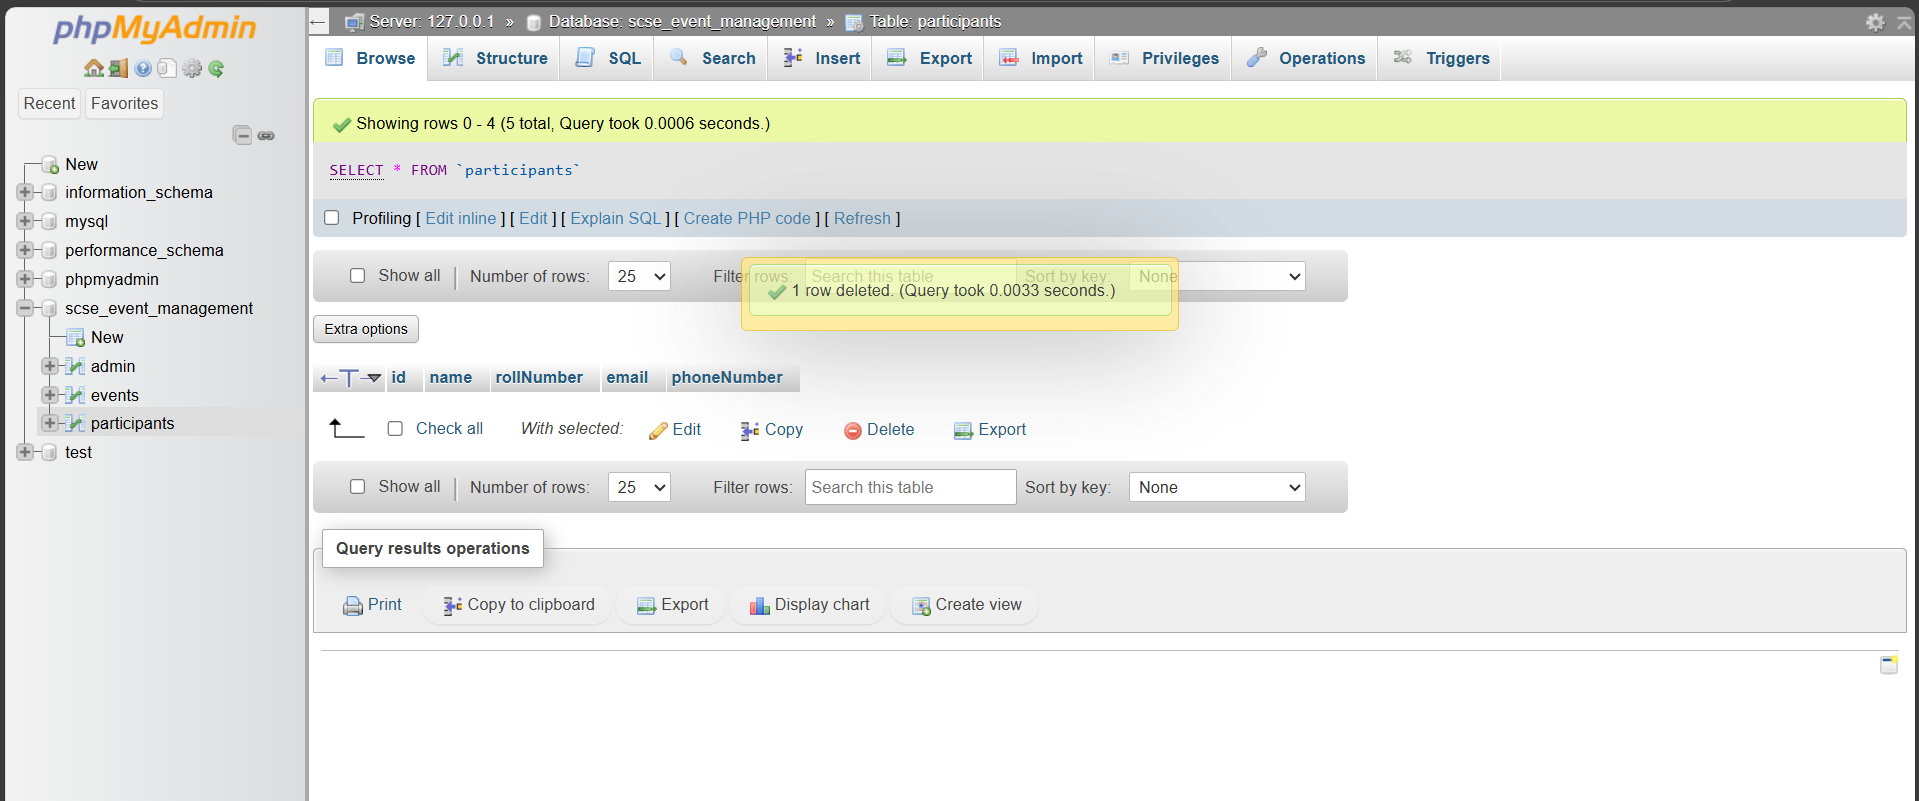 phpMyAdmin
Recent Favorites
New
information_schema
mysql
performance_schema
phpmyadmin
scse_event_management
New
admin
events
participants
test
Server: 127.0.0.1 » Database: scse_event_management » Table: participants
Browse Structure SQL Search Insert Export Import Privileges Operations Triggers
Showing rows 0 - 4 (5 total, Query took 0.0006 seconds.)
SELECT * FROM `participants`
Profiling [ Edit inline ] [ Edit ] [ Explain SQL ] [ Create PHP code ] [ Refresh ]
Show all Number of rows: 25 Filter rows: Search this table Sort by key: None
1 row deleted. (Query took 0.0033 seconds.)
Extra options
id name rollNumber email phoneNumber
Check all With selected: Edit Copy Delete Export
Show all Number of rows: 25 Filter rows: Search this table Sort by key: None
Query results operations
Print Copy to clipboard Export Display chart Create view